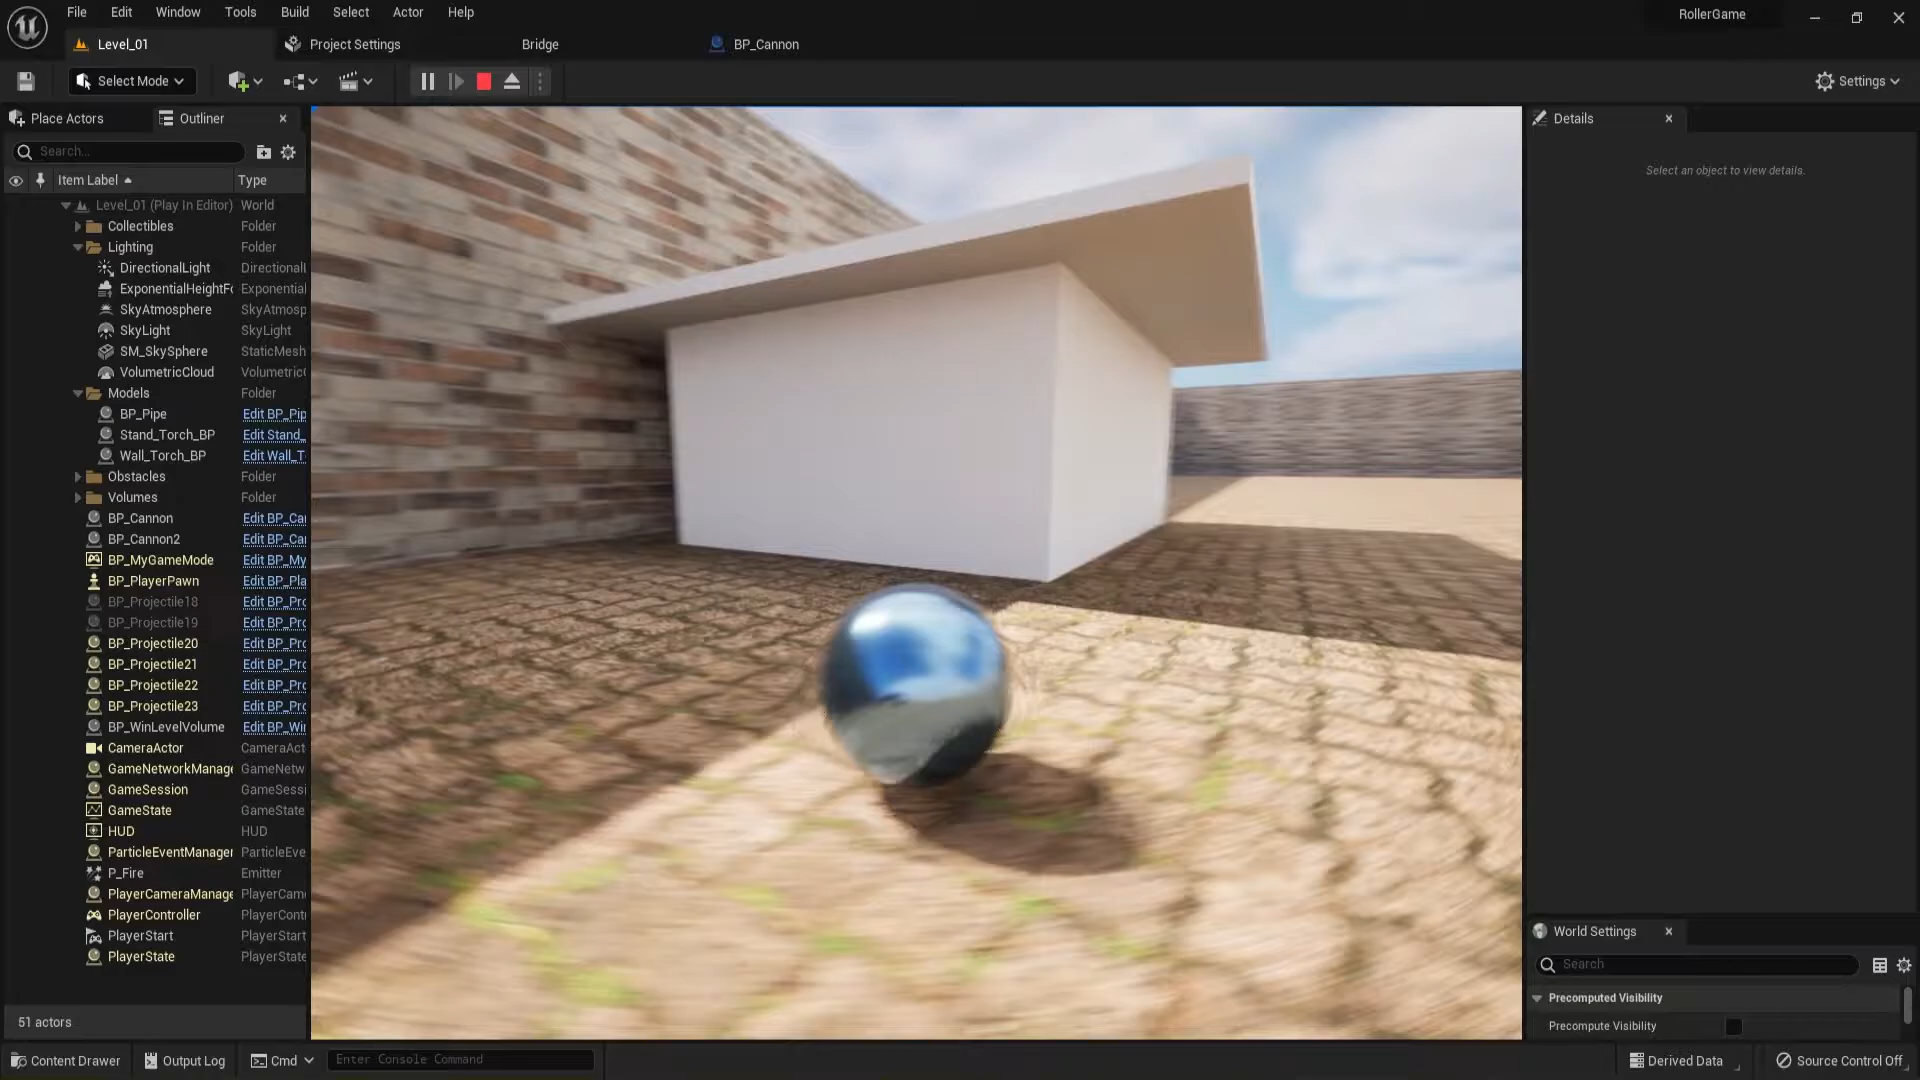 File Edit Window Tools Build Select Actor Help
RollerGame
Level_01 Project Settings Bridge BP_Cannon
Select Mode Settings
Place Actors Outliner Details
Search... Select an object to view details.
Item Label Type
Level_01 (Play In Editor) World
Collectibles Folder
Lighting Folder
DirectionalLight Directional
ExponentialHeightFo Exponential
SkyAtmosphere SkyAtmosp
SkyLight SkyLight
SM_SkySphere StaticMesh
VolumetricCloud Volumetric
Models Folder
BP_Pipe Edit BP_Pip
Stand_Torch_BP Edit Stand_
Wall_Torch_BP Edit Wall_T
Obstacles Folder
Volumes Folder
BP_Cannon Edit BP_Ca
BP_Cannon2 Edit BP_Ca
BP_MyGameMode Edit BP_My
BP_PlayerPawn Edit BP_Pla
BP_Projectile18 Edit BP_Pro
BP_Projectile19 Edit BP_Pro
BP_Projectile20 Edit BP_Pro
BP_Projectile21 Edit BP_Pro
BP_Projectile22 Edit BP_Pro
BP_Projectile23 Edit BP_Pro
BP_WinLevelVolume Edit BP_Wi
CameraActor CameraAct
GameNetworkManage GameNetw
GameSession GameSessi
GameState GameState
HUD HUD
ParticleEventManager ParticleEve
P_Fire Emitter
PlayerCameraManage PlayerCam
PlayerController PlayerCont
PlayerStart PlayerStart
PlayerState PlayerState
World Settings
Search
Precomputed Visibility
Precompute Visibility
51 actors
Content Drawer Output Log Cmd Enter Console Command Derived Data Source Control Off